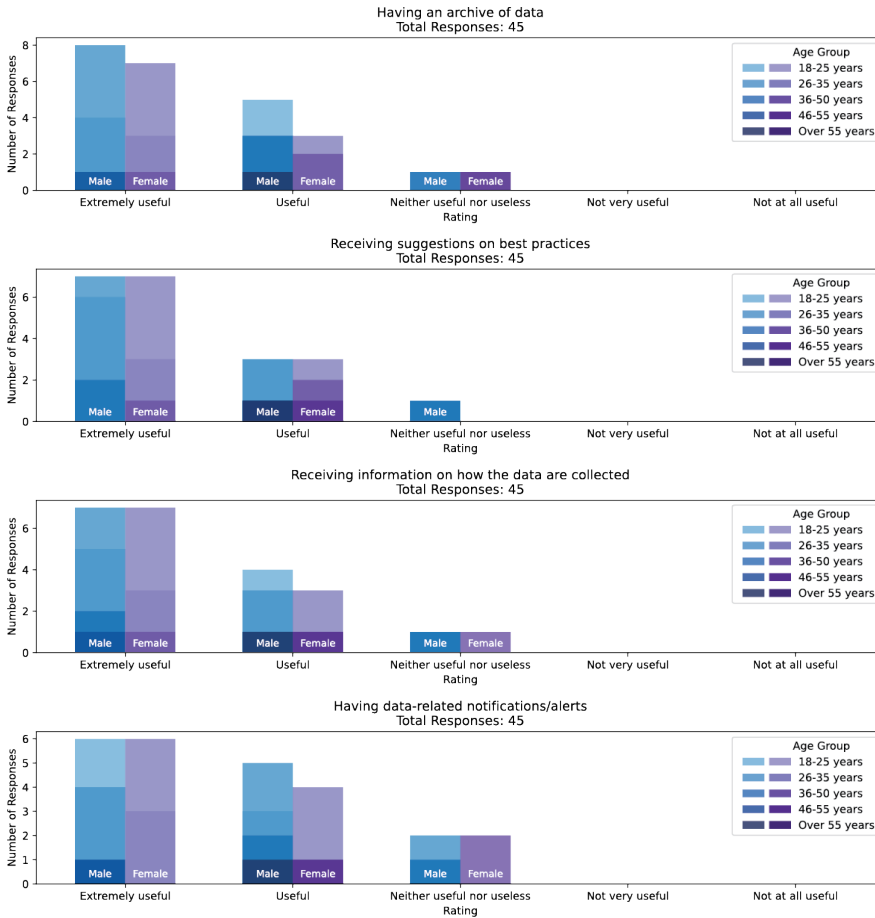 Having an archive of data
Total Responses: 45
Number of Responses
8
6
4
2
0
Age Group
18-25 years
26-35 years
36-50 years
46-55 years
Over 55 years
Male Female Male Female Male Female
Extremely useful Useful Neither useful nor useless Not very useful Not at all useful
Rating
Receiving suggestions on best practices
Total Responses: 45
Number of Responses
6
4
2
0
Age Group
18-25 years
26-35 years
36-50 years
46-55 years
Over 55 years
Male Female Male Female Male
Extremely useful Useful Neither useful nor useless Not very useful Not at all useful
Rating
Receiving information on how the data are collected
Total Responses: 45
Number of Responses
6
4
2
0
Age Group
18-25 years
26-35 years
36-50 years
46-55 years
Over 55 years
Male Female Male Female Male Female
Extremely useful Useful Neither useful nor useless Not very useful Not at all useful
Rating
Having data-related notifications/alerts
Total Responses: 45
Number of Responses
6
5
4
3
2
1
0
Age Group
18-25 years
26-35 years
36-50 years
46-55 years
Over 55 years
Male Female Male Female Male Female
Extremely useful Useful Neither useful nor useless Not very useful Not at all useful
Rating